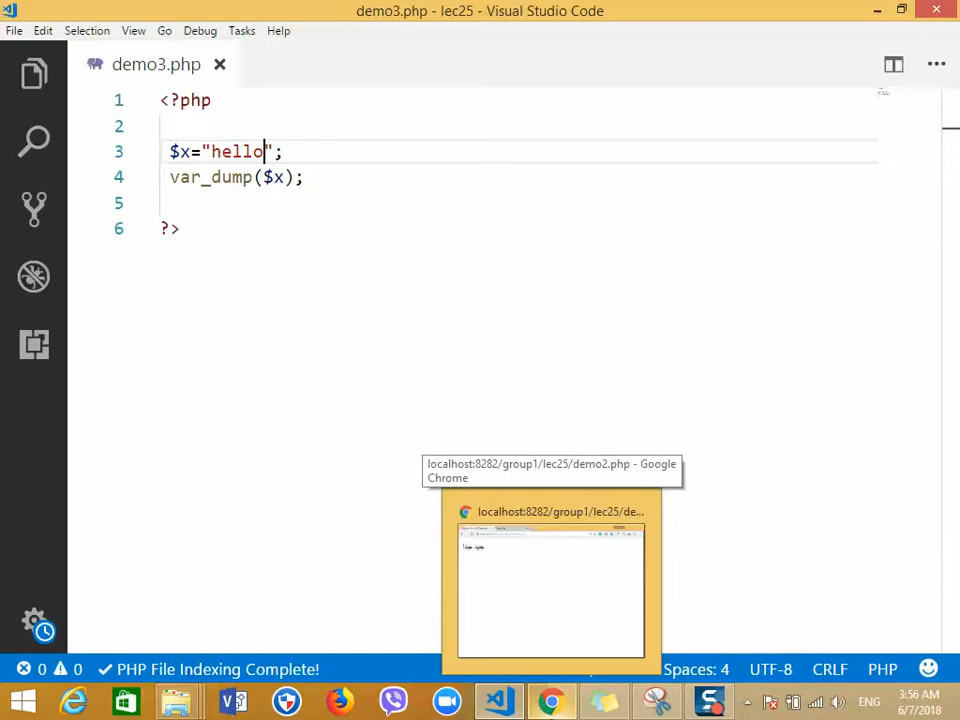 demo3.php - lec25 - Visual Studio Code
File Edit Selection View Go Debug Tasks Help
demo3.php
1 <?php
2
3 $x="hello";
4 var_dump($x);
5
6 ?>
localhost:8282/group1/lec25/demo2.php - Google
Chrome
localhost:8282/group1/lec25/de...
0 0 PHP File Indexing Complete! Spaces: 4 UTF-8 CRLF PHP
ENG
3:56 AM
6/7/2018